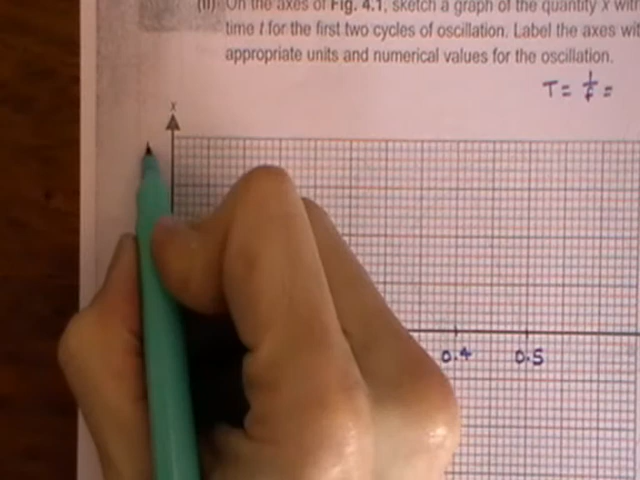 (ii) On the axes of Fig. 4.1, sketch a graph of the quantity x with
time t for the first two cycles of oscillation. Label the axes wit
appropriate units and numerical values for the oscillation.
T = 1/f =
x
0.4 0.5